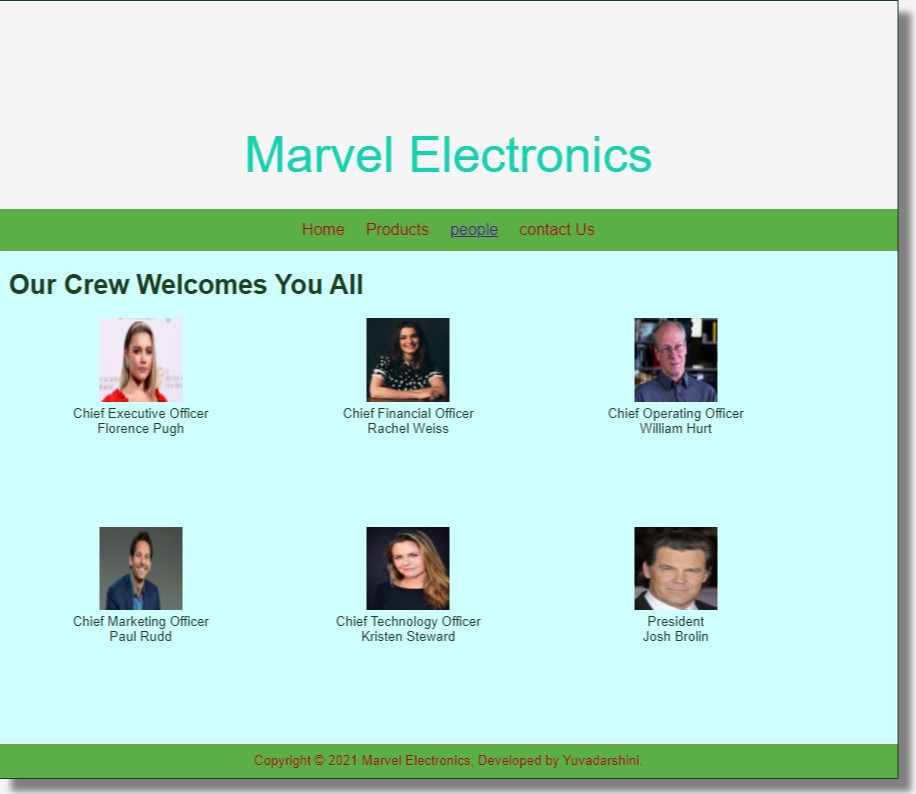 Marvel Electronics
Home Products people contact Us
Our Crew Welcomes You All
Chief Executive Officer
Florence Pugh
Chief Financial Officer
Rachel Weiss
Chief Operating Officer
William Hurt
Chief Marketing Officer
Paul Rudd
Chief Technology Officer
Kristen Steward
President
Josh Brolin
Copyright © 2021 Marvel Electronics, Developed by Yuvadarshini.